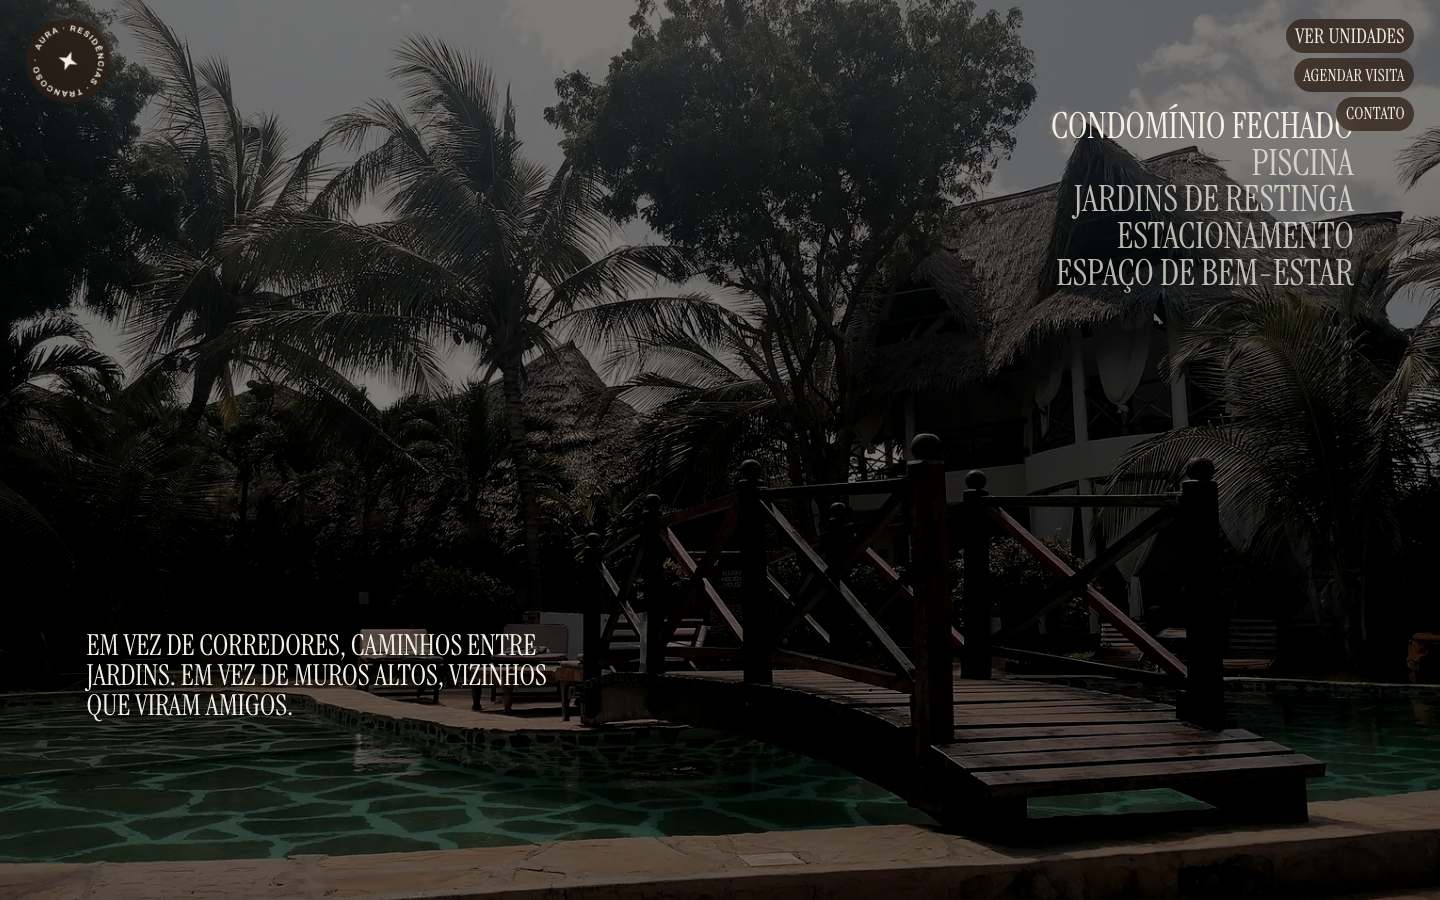 AURA · RESIDÊNCIAS · TRANCOSO ·
VER UNIDADES
AGENDAR VISITA
CONTATO
CONDOMÍNIO FECHADO
PISCINA
JARDINS DE RESTINGA
ESTACIONAMENTO
ESPAÇO DE BEM-ESTAR
EM VEZ DE CORREDORES, CAMINHOS ENTRE
JARDINS. EM VEZ DE MUROS ALTOS, VIZINHOS
QUE VIRAM AMIGOS.